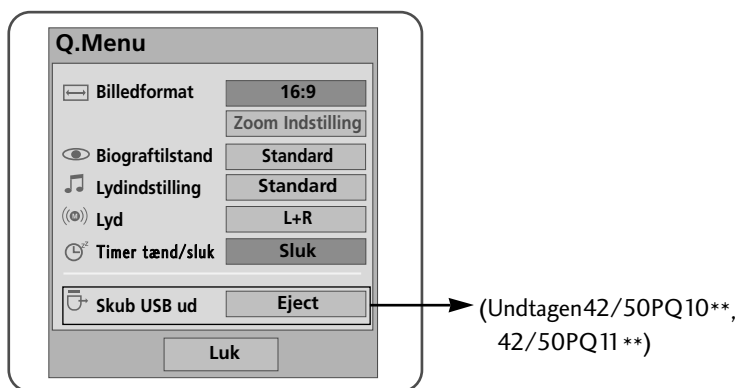 Q.Menu
Billedformat 16:9
Zoom Indstilling
Biograftilstand Standard
Lydindstilling Standard
Lyd L+R
Timer tænd/sluk Sluk
Skub USB ud Eject
(Undtagen42/50PQ10**,
42/50PQ11**)
Luk